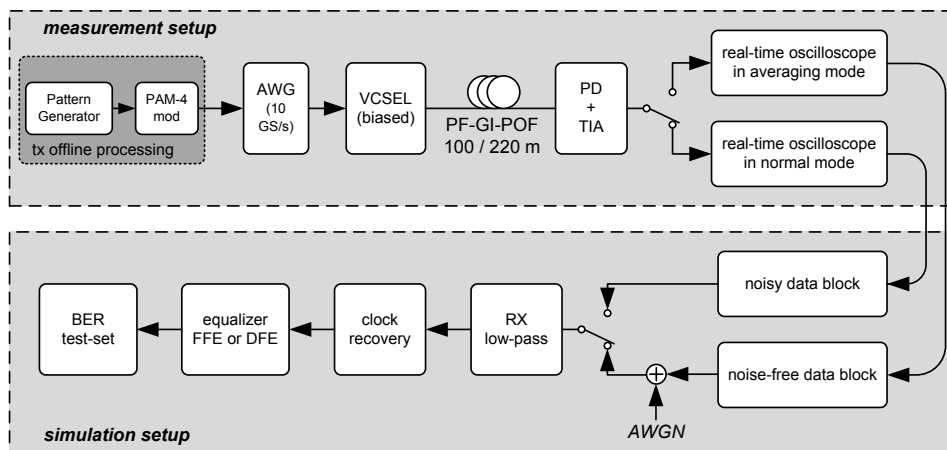 measurement setup
Pattern
Generator
PAM-4
mod
tx offline processing
AWG
(10
GS/s)
VCSEL
(biased)
PF-GI-POF
100 / 220 m
PD
+
TIA
real-time oscilloscope
in averaging mode
real-time oscilloscope
in normal mode
BER
test-set
equalizer
FFE or DFE
clock
recovery
RX
low-pass
noisy data block
noise-free data block
AWGN
simulation setup